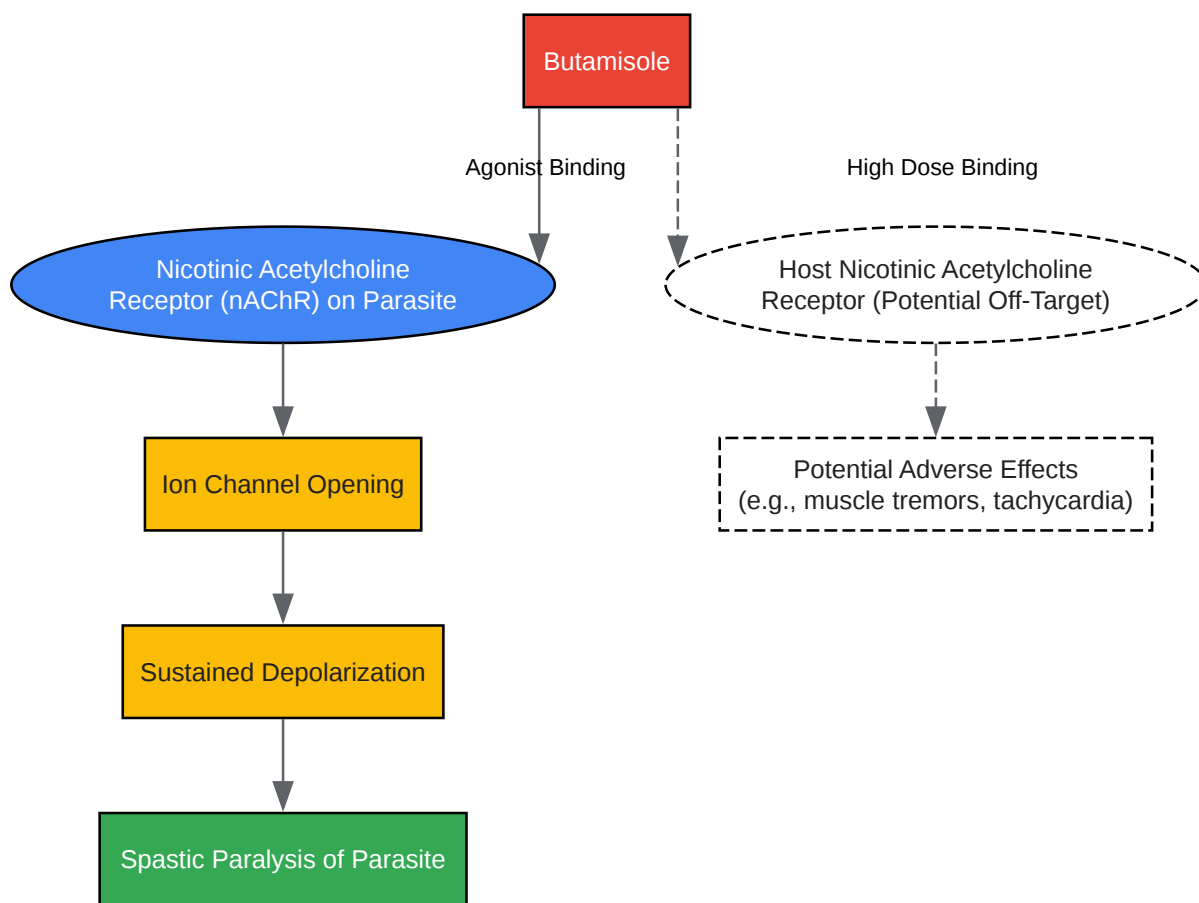 Butamisole
Agonist Binding
High Dose Binding
Nicotinic Acetylcholine
Receptor (nAChR) on Parasite
Host Nicotinic Acetylcholine
Receptor (Potential Off-Target)
Ion Channel Opening
Potential Adverse Effects
(e.g., muscle tremors, tachycardia)
Sustained Depolarization
Spastic Paralysis of Parasite